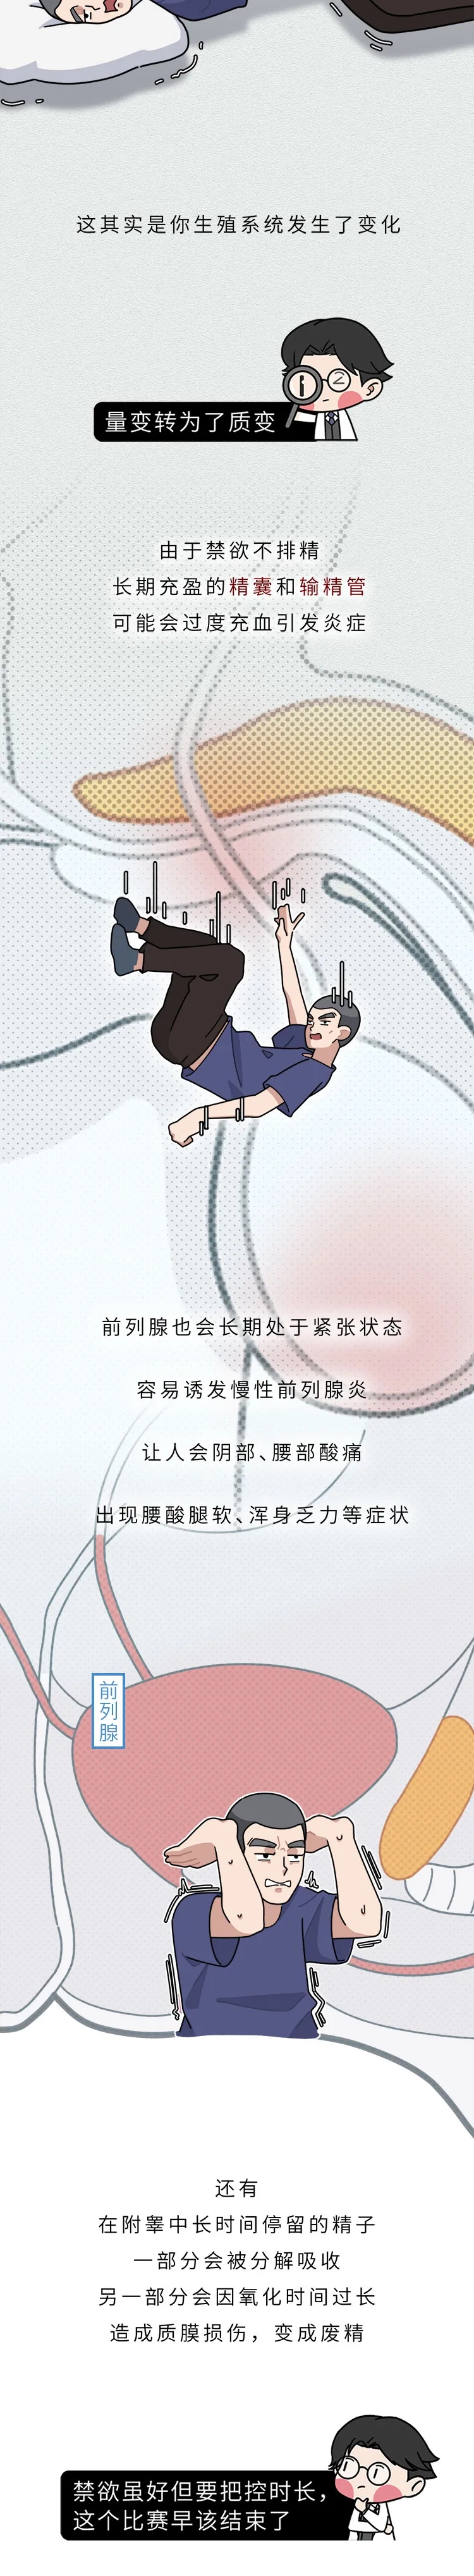 这其实是你生殖系统发生了变化
量变转为了质变
由于禁欲不排精
长期充盈的精囊和输精管
可能会过度充血引发炎症
前列腺也会长期处于紧张状态
容易诱发慢性前列腺炎
让人会阴部、腰部酸痛
出现腰酸腿软、浑身乏力等症状
前列腺
还有
在附睾中长时间停留的精子
一部分会被分解吸收
另一部分会因氧化时间过长
造成质膜损伤，变成废精
禁欲虽好但要把控时长，
这个比赛早该结束了